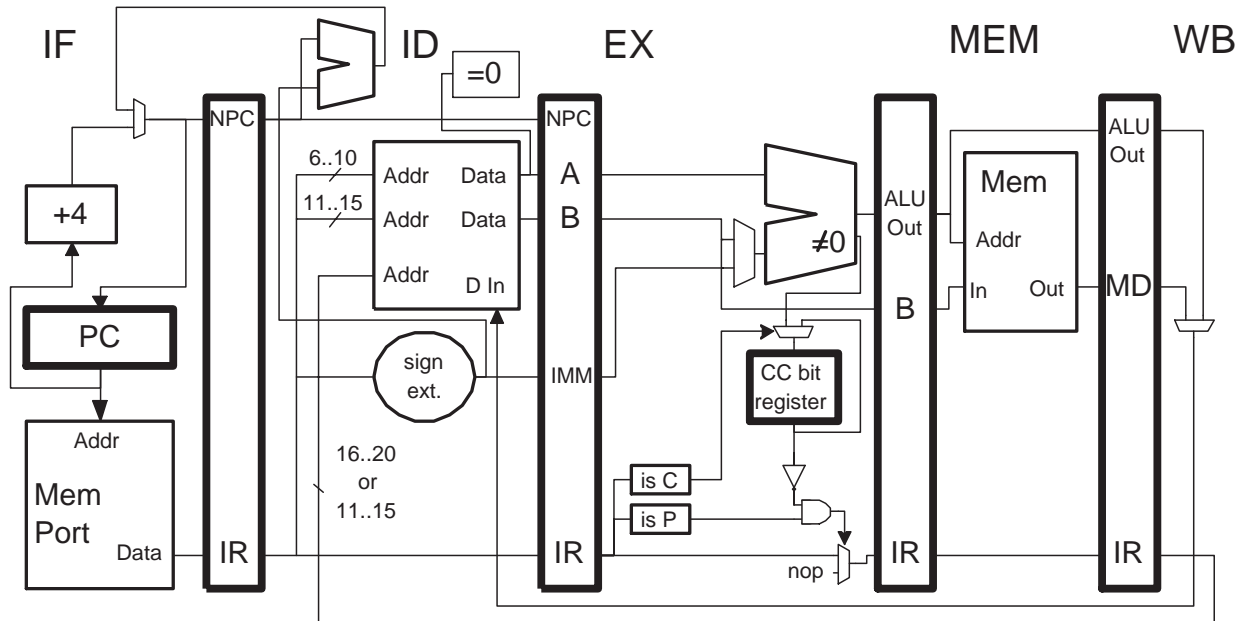 IF
ID
EX
MEM
WB
=0
NPC
NPC
+4
PC
Addr
Mem
Port
Data
IR
6..10
11..15
Addr
Addr
Addr
Data
Data
D In
sign
ext.
16..20
or
11..15
A
B
IMM
IR
≠0
CC bit
register
is C
is P
nop
ALU
Out
B
IR
Mem
Addr
In
Out
ALU
Out
MD
IR